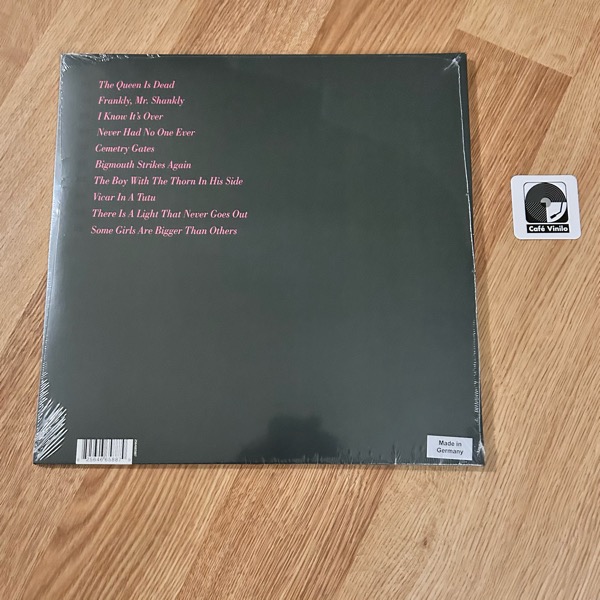 The Queen Is Dead
Frankly, Mr. Shankly
I Know It's Over
Never Had No One Ever
Cemetry Gates
Bigmouth Strikes Again
The Boy With The Thorn In His Side
Vicar In A Tutu
There Is A Light That Never Goes Out
Some Girls Are Bigger Than Others
Café Vinilo
Made in
Germany